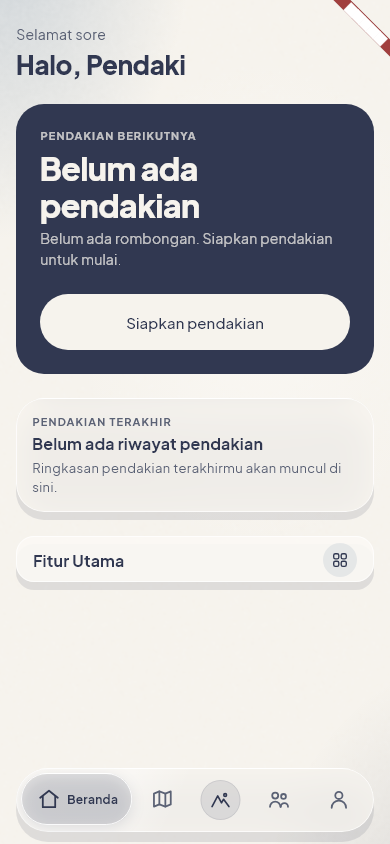 Selamat sore
Halo, Pendaki
PENDAKIAN BERIKUTNYA
Belum ada
pendakian
Belum ada rombongan. Siapkan pendakian
untuk mulai.
Siapkan pendakian
PENDAKIAN TERAKHIR
Belum ada riwayat pendakian
Ringkasan pendakian terakhirmu akan muncul di
sini.
Fitur Utama
Beranda